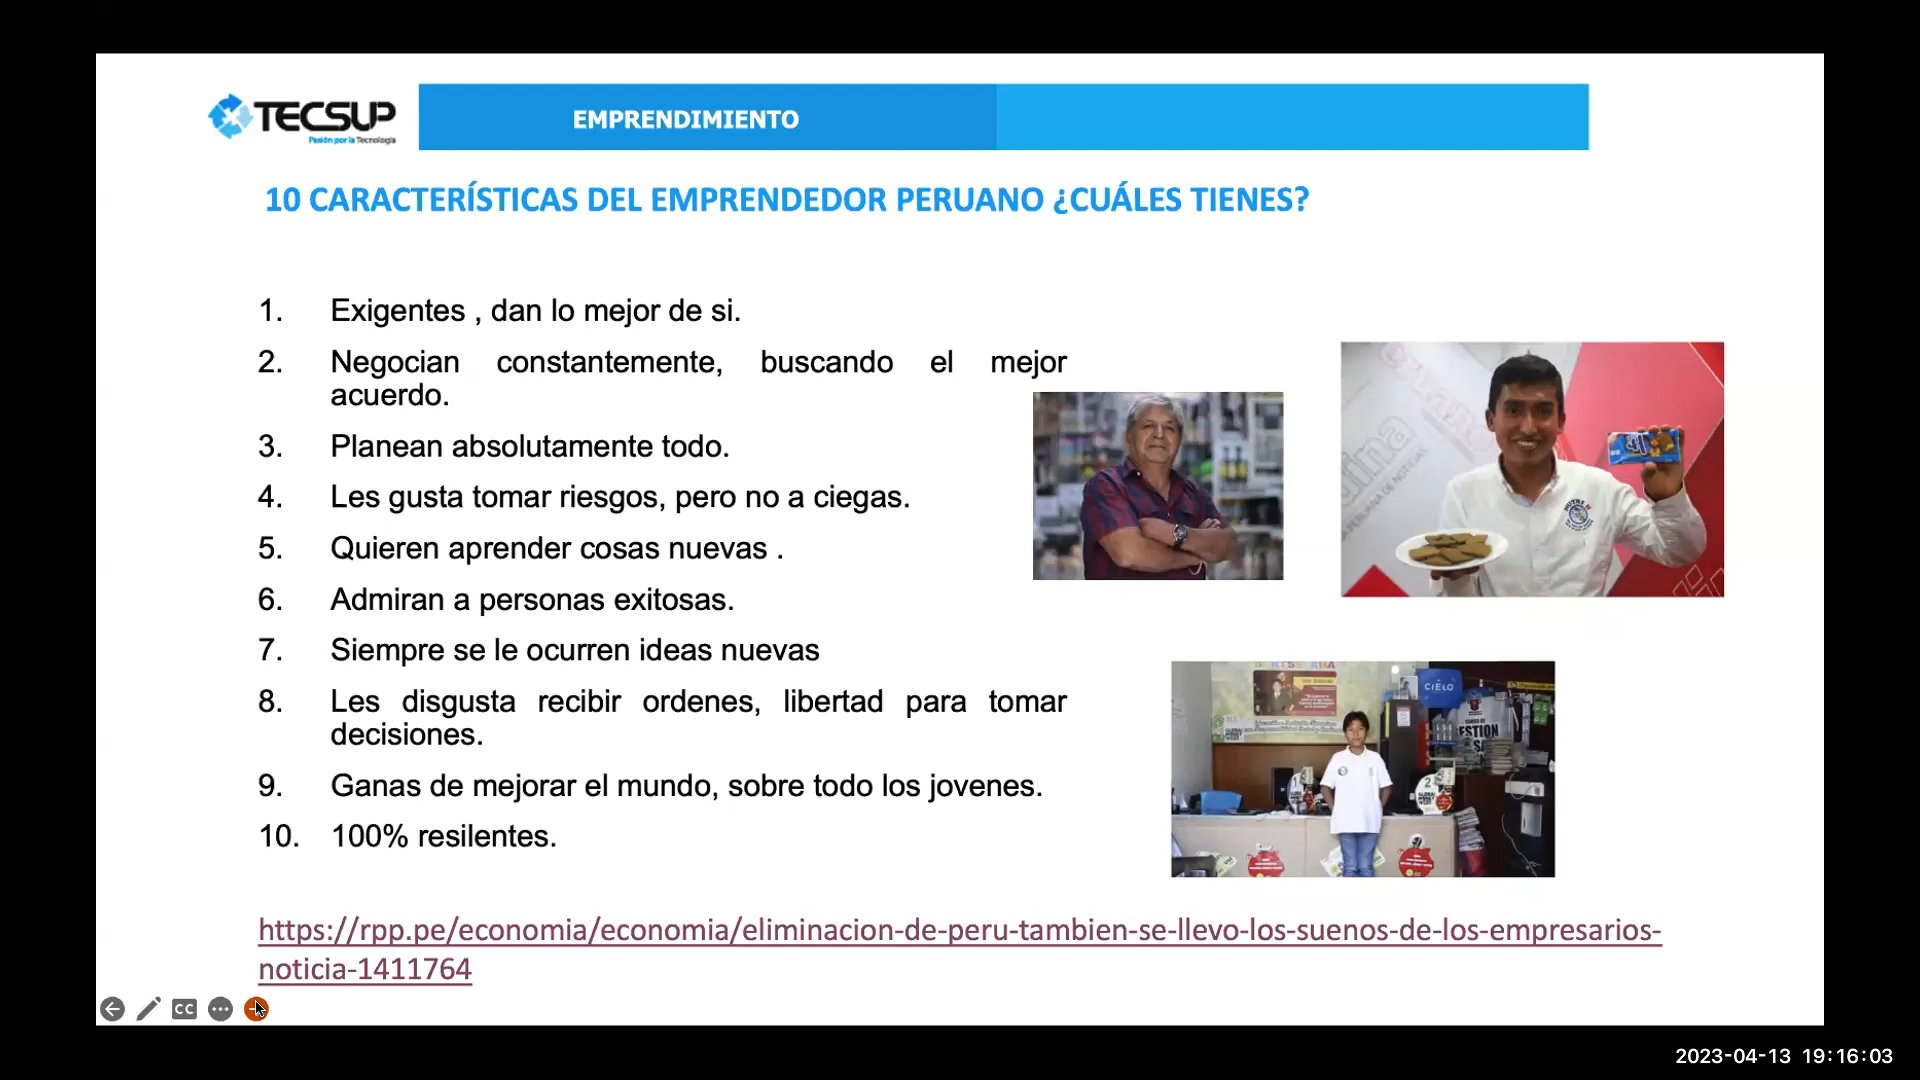 TECSUP
Pasión por la Tecnología
EMPRENDIMIENTO
10 CARACTERÍSTICAS DEL EMPRENDEDOR PERUANO ¿CUÁLES TIENES?
1. Exigentes , dan lo mejor de si.
2. Negocian constantemente, buscando el mejor
acuerdo.
3. Planean absolutamente todo.
4. Les gusta tomar riesgos, pero no a ciegas.
5. Quieren aprender cosas nuevas .
6. Admiran a personas exitosas.
7. Siempre se le ocurren ideas nuevas
8. Les disgusta recibir ordenes, libertad para tomar
decisiones.
9. Ganas de mejorar el mundo, sobre todo los jovenes.
10. 100% resilentes.
CIELO
https://rpp.pe/economia/economia/eliminacion-de-peru-tambien-se-llevo-los-suenos-de-los-empresarios-
noticia-1411764
CC
2023-04-13 19:16:03